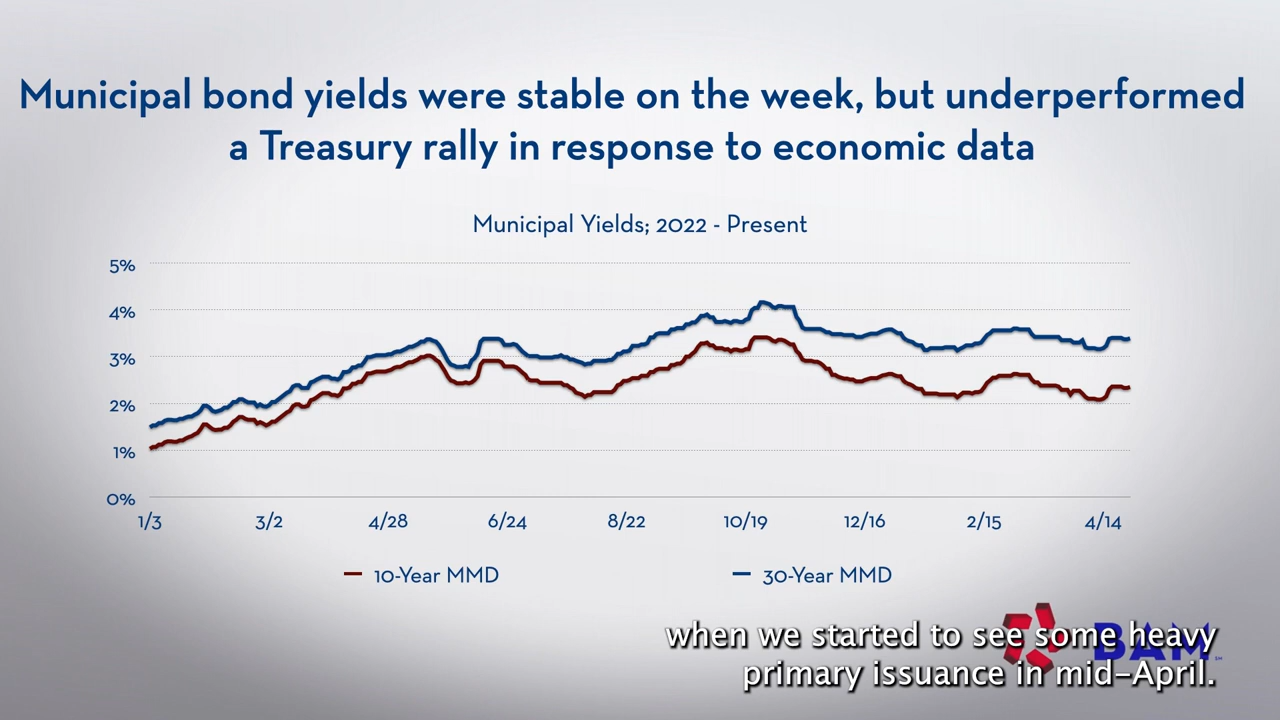 Municipal bond yields were stable on the week, but underperformed
a Treasury rally in response to economic data
Municipal Yields; 2022 - Present
5%
4%
3%
2%
1%
0%
1/3 3/2 4/28 6/24 8/22 10/19 12/16 2/15 4/14
10-Year MMD 30-Year MMD
BAM
when we started to see some heavy
primary issuance in mid-April.